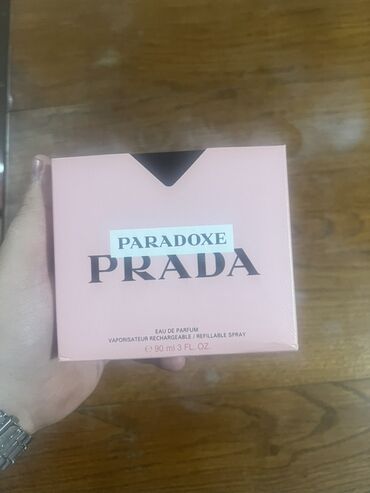 PARADOXE
PRADA
EAU DE PARFUM
VAPORISATEUR RECHARGEABLE / REFILLABLE SPRAY
℮ 90 ml 3 FL. OZ.